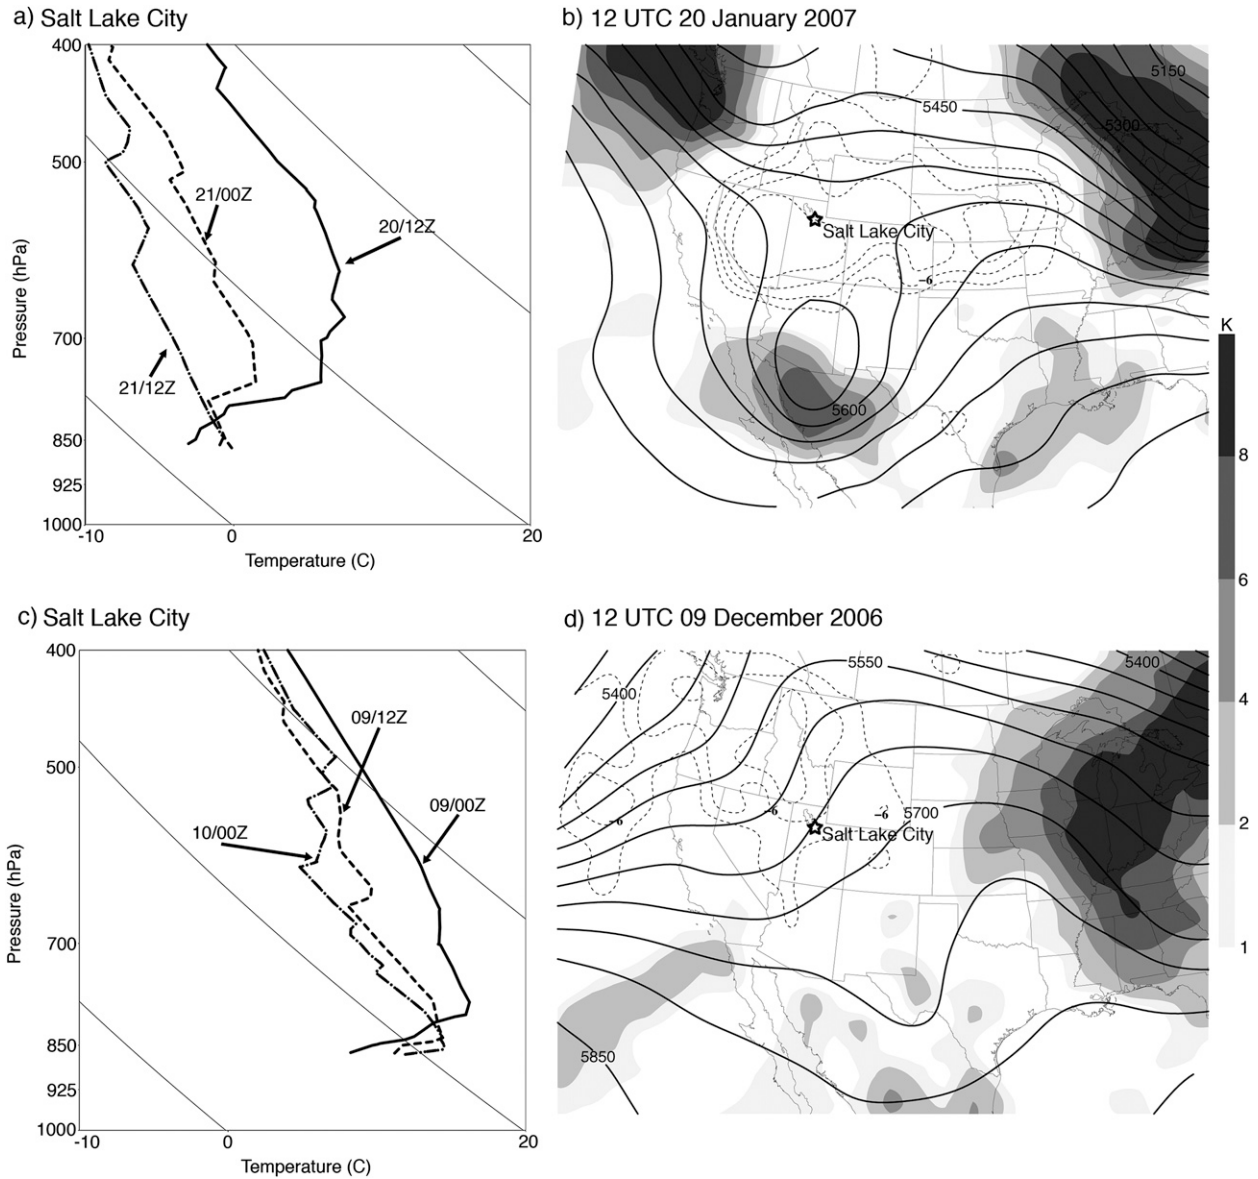 a) Salt Lake City
400
500
700
850
925
1000
-10
0
20
Pressure (hPa)
Temperature (C)
21/00Z
20/12Z
21/12Z
b) 12 UTC 20 January 2007
5150
5450
5300
Salt Lake City
-6
5600
K
8
6
4
2
1
c) Salt Lake City
400
500
700
850
925
1000
-10
0
20
Pressure (hPa)
Temperature (C)
09/12Z
09/00Z
10/00Z
d) 12 UTC 09 December 2006
5550
5400
5400
-6
-6
-6
5700
Salt Lake City
5850